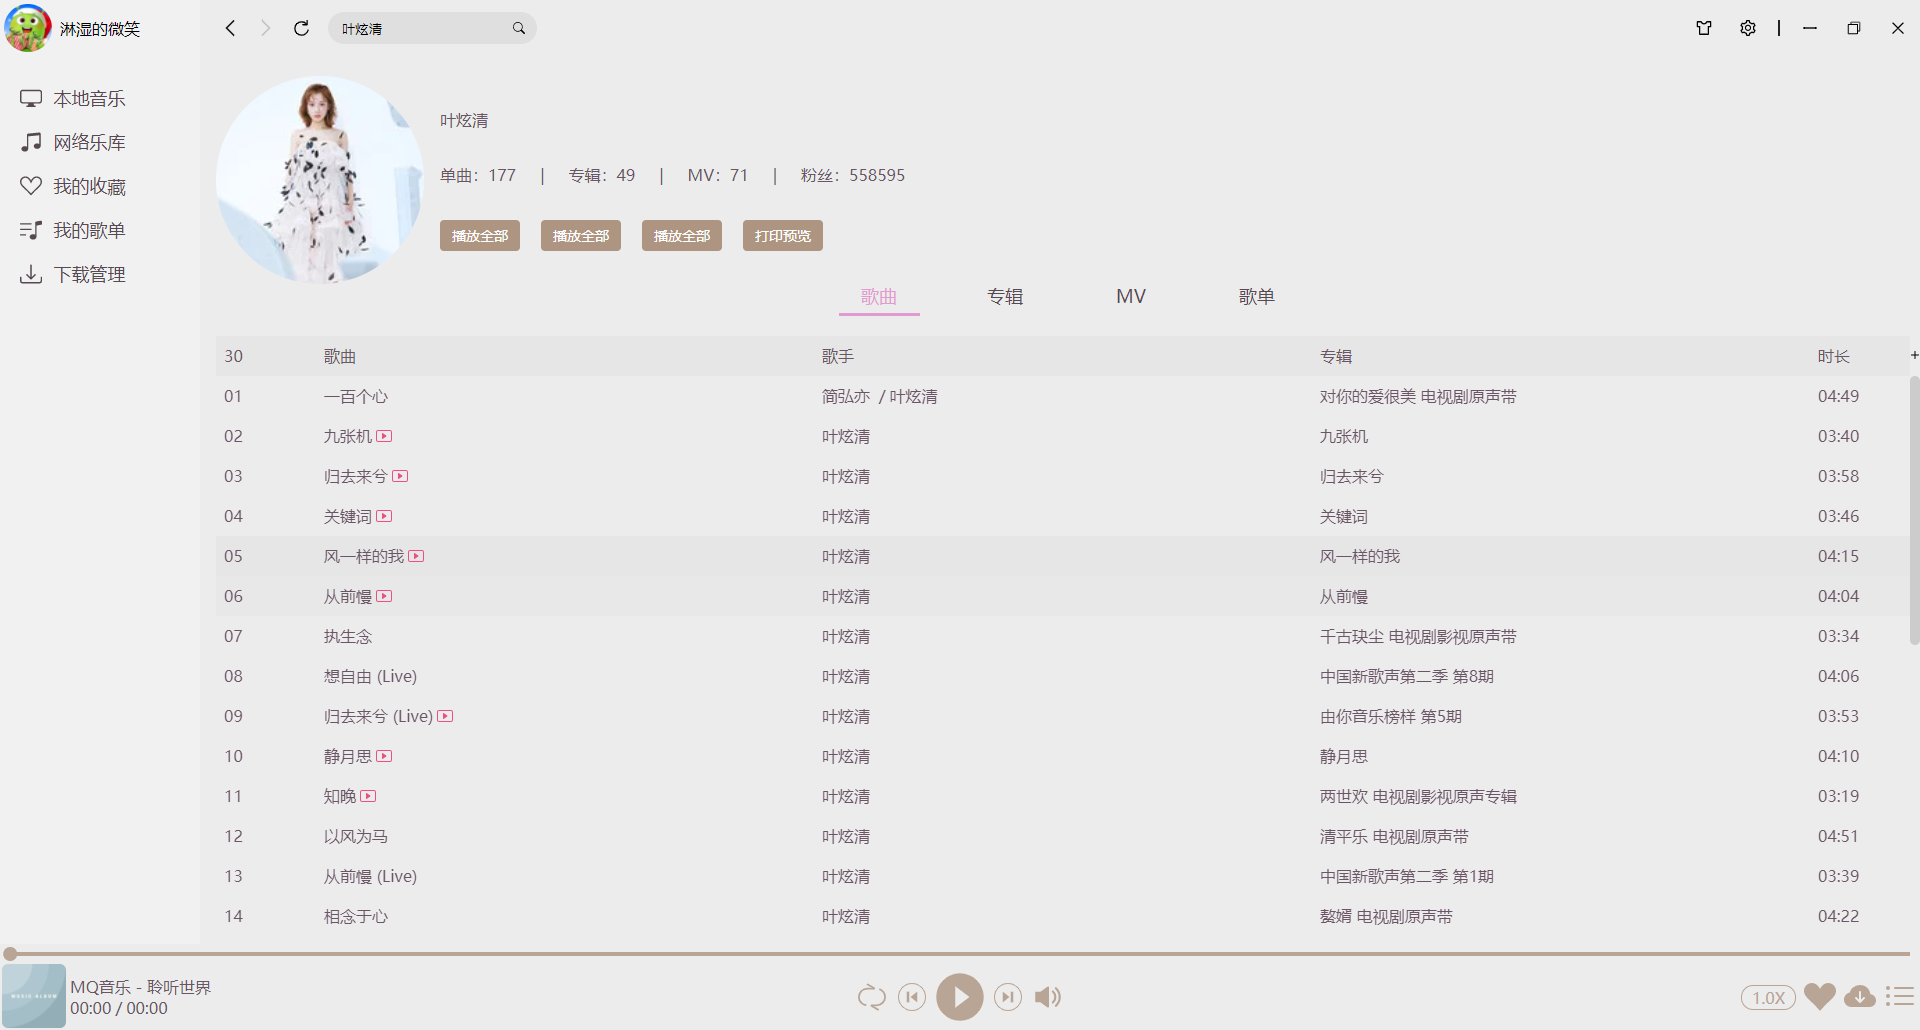 淋湿的微笑
叶炫清
本地音乐
网络乐库
我的收藏
我的歌单
下载管理
叶炫清
单曲：177 | 专辑：49 | MV：71 | 粉丝：558595
播放全部 播放全部 播放全部 打印预览
歌曲 专辑 MV 歌单
30 歌曲 歌手 专辑 时长 +
01 一百个心 简弘亦 / 叶炫清 对你的爱很美 电视剧原声带 04:49
02 九张机 叶炫清 九张机 03:40
03 归去来兮 叶炫清 归去来兮 03:58
04 关键词 叶炫清 关键词 03:46
05 风一样的我 叶炫清 风一样的我 04:15
06 从前慢 叶炫清 从前慢 04:04
07 执生念 叶炫清 千古玦尘 电视剧影视原声带 03:34
08 想自由 (Live) 叶炫清 中国新歌声第二季 第8期 04:06
09 归去来兮 (Live) 叶炫清 由你音乐榜样 第5期 03:53
10 静月思 叶炫清 静月思 04:10
11 知晚 叶炫清 两世欢 电视剧影视原声专辑 03:19
12 以风为马 叶炫清 清平乐 电视剧原声带 04:51
13 从前慢 (Live) 叶炫清 中国新歌声第二季 第1期 03:39
14 相念于心 叶炫清 嫯婿 电视剧原声带 04:22
MUSIC ALBUM
MQ音乐 - 聆听世界
00:00 / 00:00
1.0X